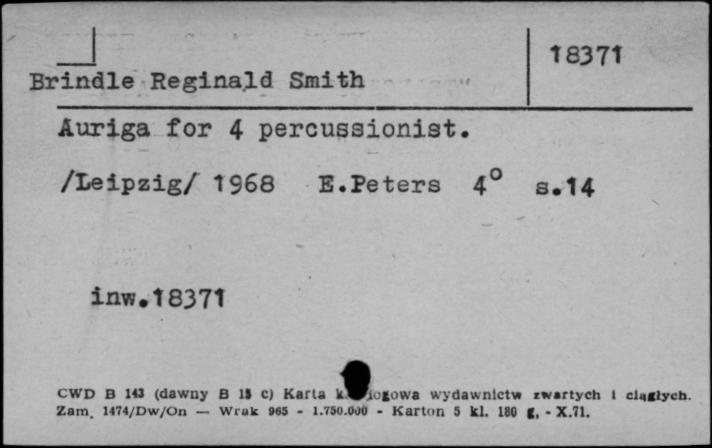 18371
Brindle Reginald Smith
Auriga for 4 percussionist.
/Leipzig/ 1968 E.Peters 4° s.14
inw.18371
CWD B 143 (dawny B 15 c) Karta wydawnictw zwartych i ciągłych.
Zam. 1474/Dw/On — Wrak 965 - 1.750.000 - Karton 5 kl. 180 g. - X.71.